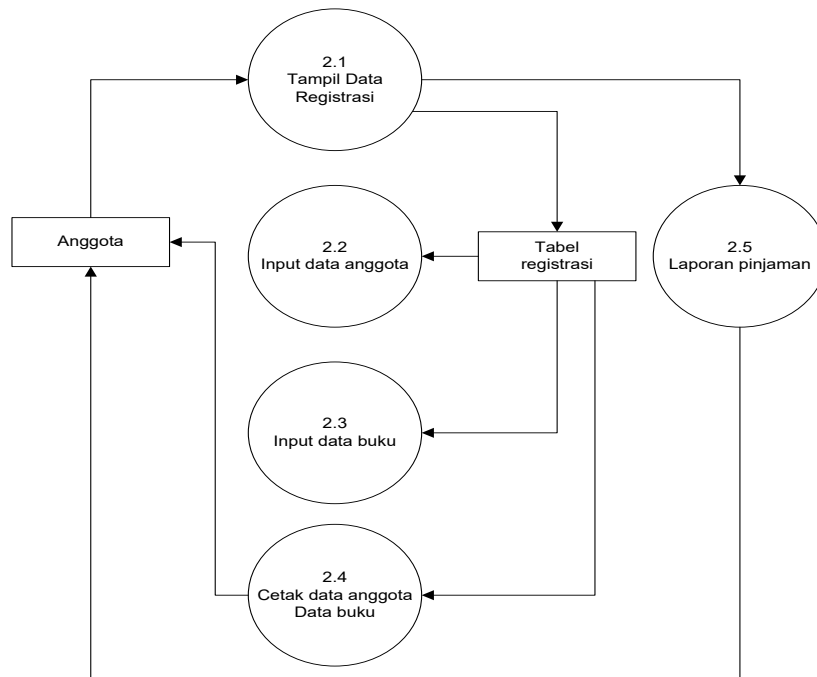 2.1
Tampil Data
Registrasi
Anggota
2.2
Input data anggota
Tabel
registrasi
2.5
Laporan pinjaman
2.3
Input data buku
2.4
Cetak data anggota
Data buku